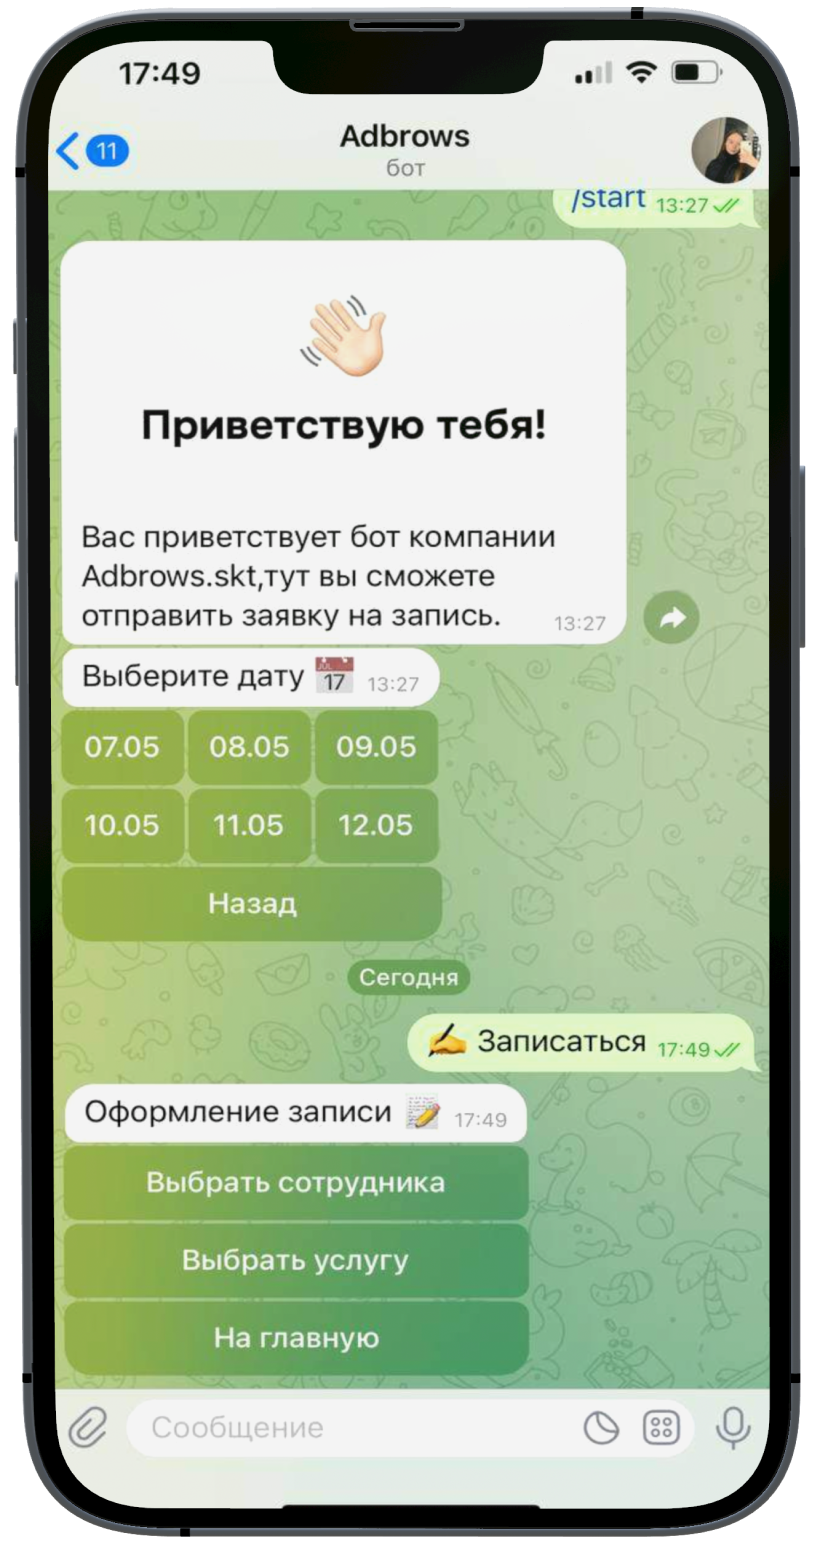 17:49
11
Adbrows
бот
/start 13:27
Приветствую тебя!
Вас приветствует бот компании
Adbrows.skt,тут вы сможете
отправить заявку на запись. 13:27
Выберите дату 📅 13:27
07.05 08.05 09.05
10.05 11.05 12.05
Назад
Сегодня
✍️ Записаться 17:49
Оформление записи 📝 17:49
Выбрать сотрудника
Выбрать услугу
На главную
Сообщение